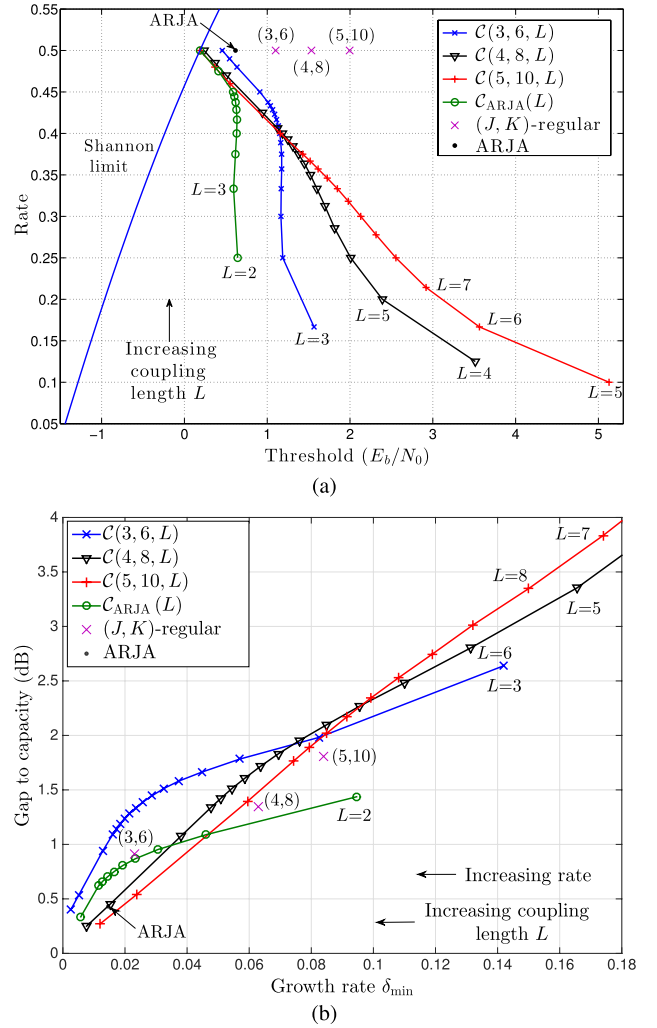 ARJA
(3,6)
(5,10)
(4,8)
C(3, 6, L)
C(4, 8, L)
C(5, 10, L)
C_ARJA(L)
(J, K)-regular
ARJA
Shannon
limit
L=3
L=2
L=7
L=6
L=5
L=3
L=4
L=5
Increasing
coupling
length L
Rate
0.55
0.5
0.45
0.4
0.35
0.3
0.25
0.2
0.15
0.1
0.05
−1 0 1 2 3 4 5
Threshold (E_b/N_0)
(a)
C(3, 6, L)
C(4, 8, L)
C(5, 10, L)
C_ARJA(L)
(J, K)-regular
ARJA
L=7
L=8
L=5
L=6
L=3
(5,10)
(4,8)
(3,6)
L=2
ARJA
Increasing rate
Increasing coupling
length L
Gap to capacity (dB)
4
3.5
3
2.5
2
1.5
1
0.5
0
0 0.02 0.04 0.06 0.08 0.1 0.12 0.14 0.16 0.18
Growth rate δ_min
(b)